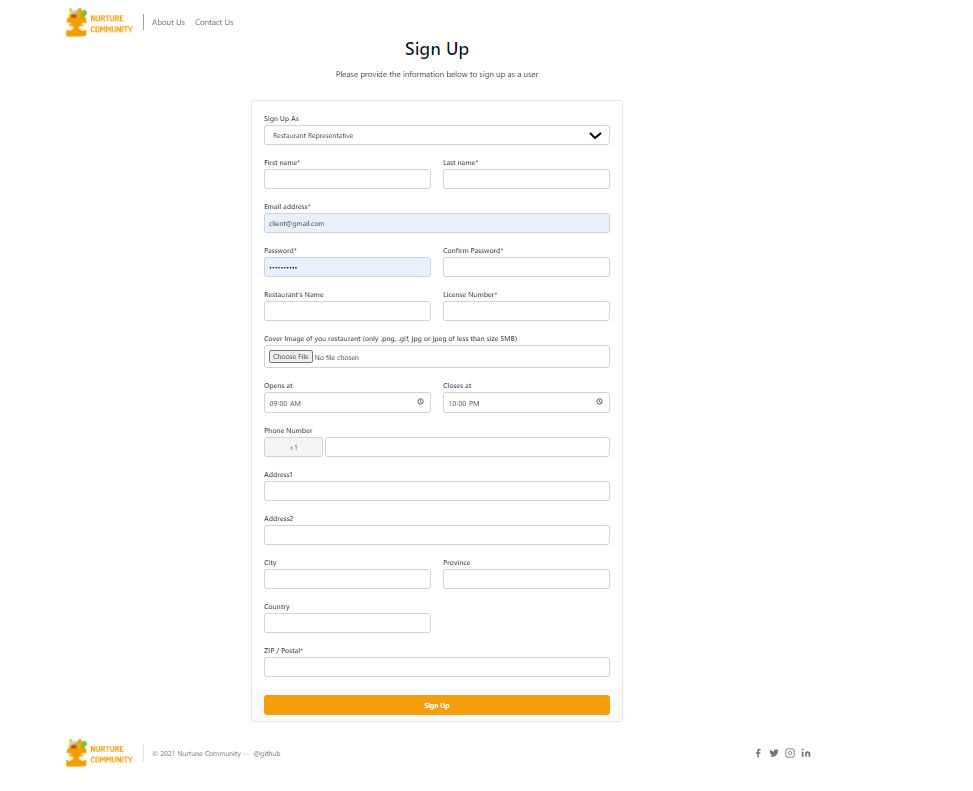 NURTURE
COMMUNITY
About Us
Contact Us
Sign Up
Please provide the information below to sign up as a user
Sign Up As
Restaurant Representative
First name*
Last name*
Email address*
client@gmail.com
Password*
Confirm Password*
••••••••••
Restaurant's Name
License Number*
Cover Image of you restaurant (only .png, .gif, jpg or jpeg of less than size 5MB)
Choose File No file chosen
Opens at
Closes at
09:00 AM
10:00 PM
Phone Number
+1
Address1
Address2
City
Province
Country
ZIP / Postal*
Sign Up
NURTURE
COMMUNITY
© 2021 Nurtune Community — @github